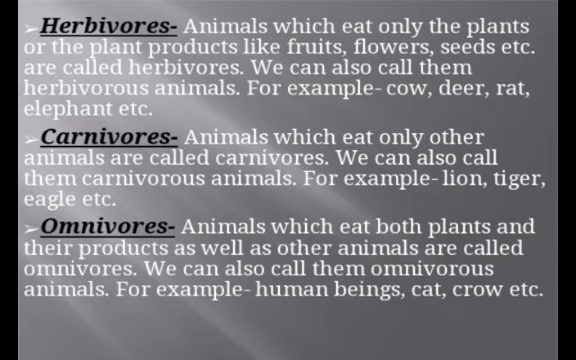 ➢Herbivores- Animals which eat only the plants
or the plant products like fruits, flowers, seeds etc.
are called herbivores. We can also call them
herbivorous animals. For example- cow, deer, rat,
elephant etc.
➢Carnivores- Animals which eat only other
animals are called carnivores. We can also call
them carnivorous animals. For example- lion, tiger,
eagle etc.
➢Omnivores- Animals which eat both plants and
their products as well as other animals are called
omnivores. We can also call them omnivorous
animals. For example- human beings, cat, crow etc.